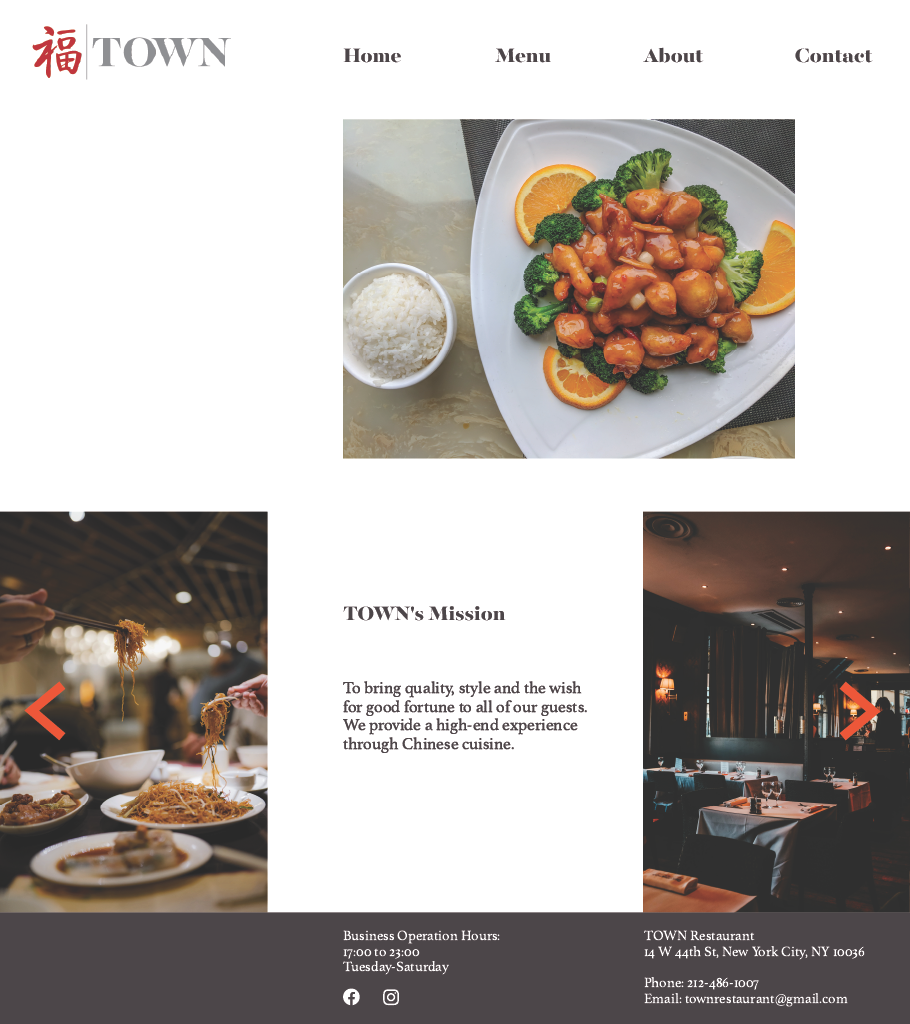 福 TOWN
Home Menu About Contact
TOWN's Mission
To bring quality, style and the wish
for good fortune to all of our guests.
We provide a high-end experience
through Chinese cuisine.
Business Operation Hours:
17:00 to 23:00
Tuesday-Saturday
TOWN Restaurant
14 W 44th St, New York City, NY 10036
Phone: 212-486-1007
Email: townrestaurant@gmail.com